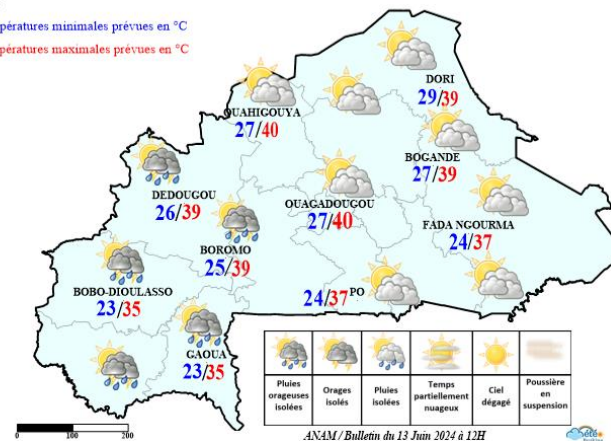 pératures minimales prévues en °C
pératures maximales prévues en °C
DORI
29/39
OUAHIGOUYA
27/40
BOGANDE
27/39
DEDOUGOU
26/39
OUAGADOUGOU
27/40
FADA NGOURMA
24/37
BOROMO
25/39
BOBO-DIOULASSO
23/35
24/37 PO
GAOUA
23/35
Pluies orageuses isolées
Orages isolés
Pluies isolées
Temps partiellement nuageux
Ciel dégagé
Poussière en suspension
0 100 200
ANAM / Bulletin du 13 Juin 2024 à 12H